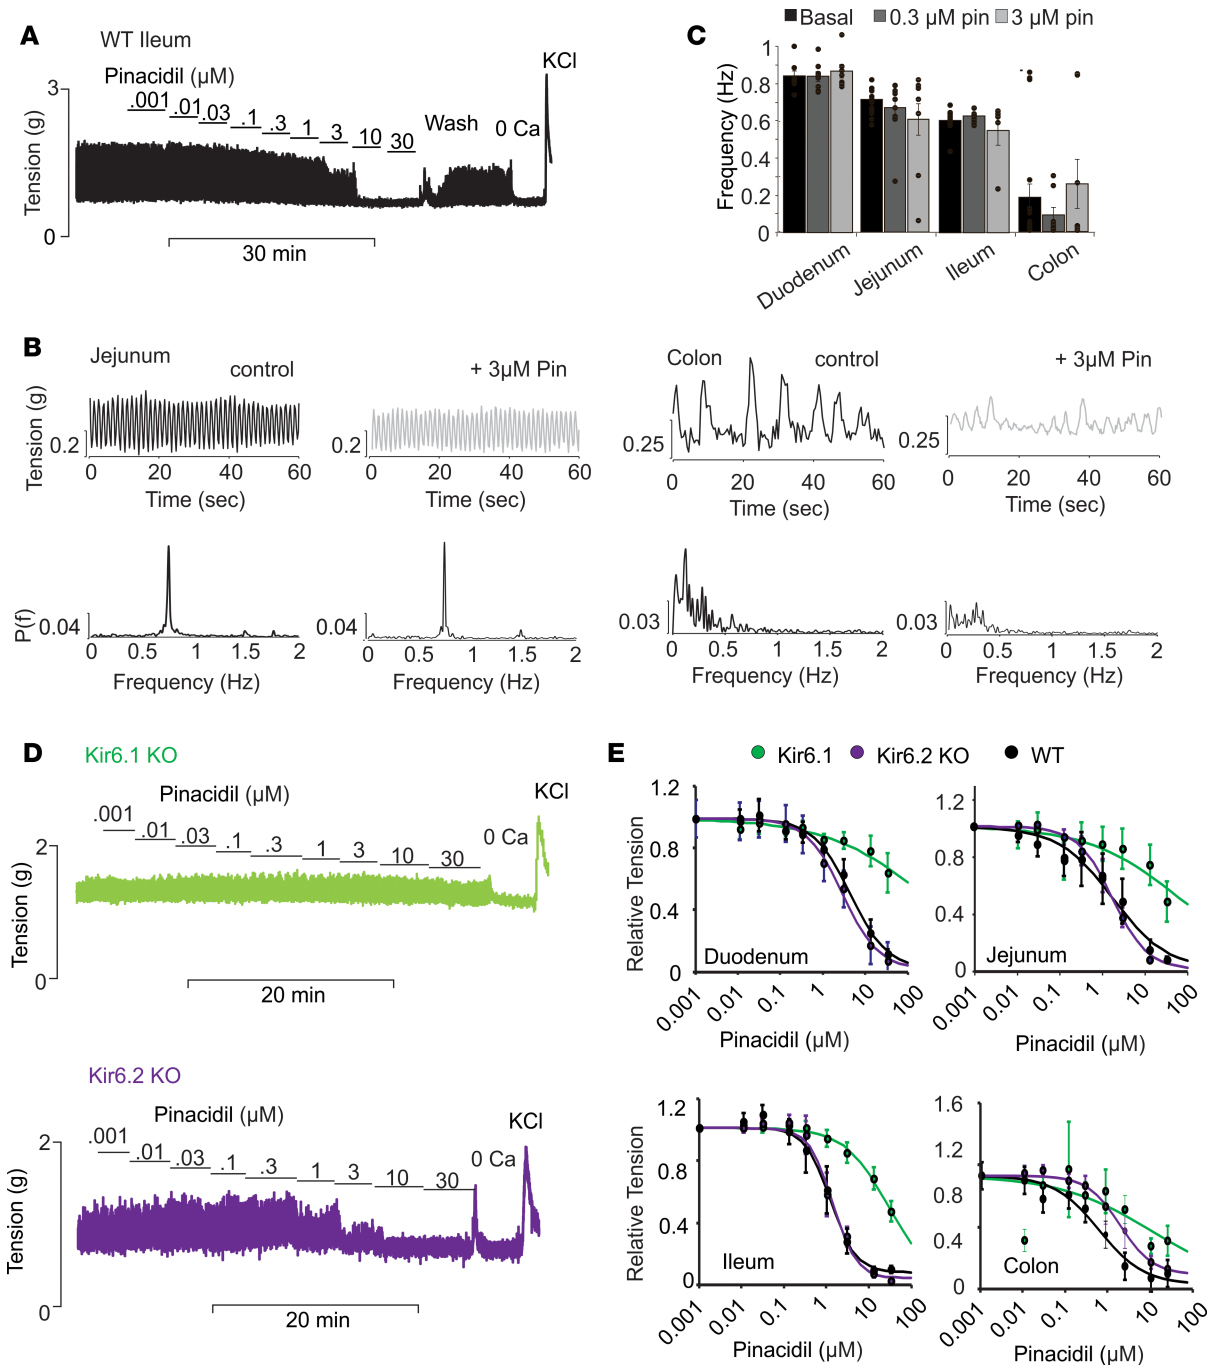 A
WT Ileum
Pinacidil (µM)
.001 .01 .03 .1 .3 1 3 10 30
Wash 0 Ca KCl
Tension (g)
3
0
30 min
C
Basal 0.3 µM pin 3 µM pin
Frequency (Hz)
1
0.8
0.6
0.4
0.2
0
Duodenum Jejunum Ileum Colon
B
Jejunum control + 3µM Pin
Tension (g)
0.2 0.2
0 20 40 60 0 20 40 60
Time (sec) Time (sec)
P(f)
0.04 0.04
0 0.5 1 1.5 2 0 0.5 1 1.5 2
Frequency (Hz) Frequency (Hz)
Colon control + 3µM Pin
0.25 0.25
0 20 40 60 0 20 40 60
Time (sec) Time (sec)
0.03 0.03
0 0.5 1 1.5 2 0 0.5 1 1.5 2
Frequency (Hz) Frequency (Hz)
D
Kir6.1 KO
Pinacidil (µM)
.001 .01 .03 .1 .3 1 3 10 30
0 Ca KCl
Tension (g)
2
0
20 min
Kir6.2 KO
Pinacidil (µM)
.001 .01 .03 .1 .3 1 3 10 30
0 Ca KCl
Tension (g)
2
0
20 min
E
Kir6.1 Kir6.2 KO WT
Relative Tension
1.2
0.8
0.4
0
Duodenum
0.001 0.01 0.1 1 10 100
Pinacidil (µM)
1.2
0.8
0.4
0
Jejunum
0.001 0.01 0.1 1 10 100
Pinacidil (µM)
Relative Tension
1.2
0.8
0.4
0
Ileum
0.001 0.01 0.1 1 10 100
Pinacidil (µM)
1.6
1.2
0.8
0.4
0
Colon
0.001 0.01 0.1 1 10 100
Pinacidil (µM)